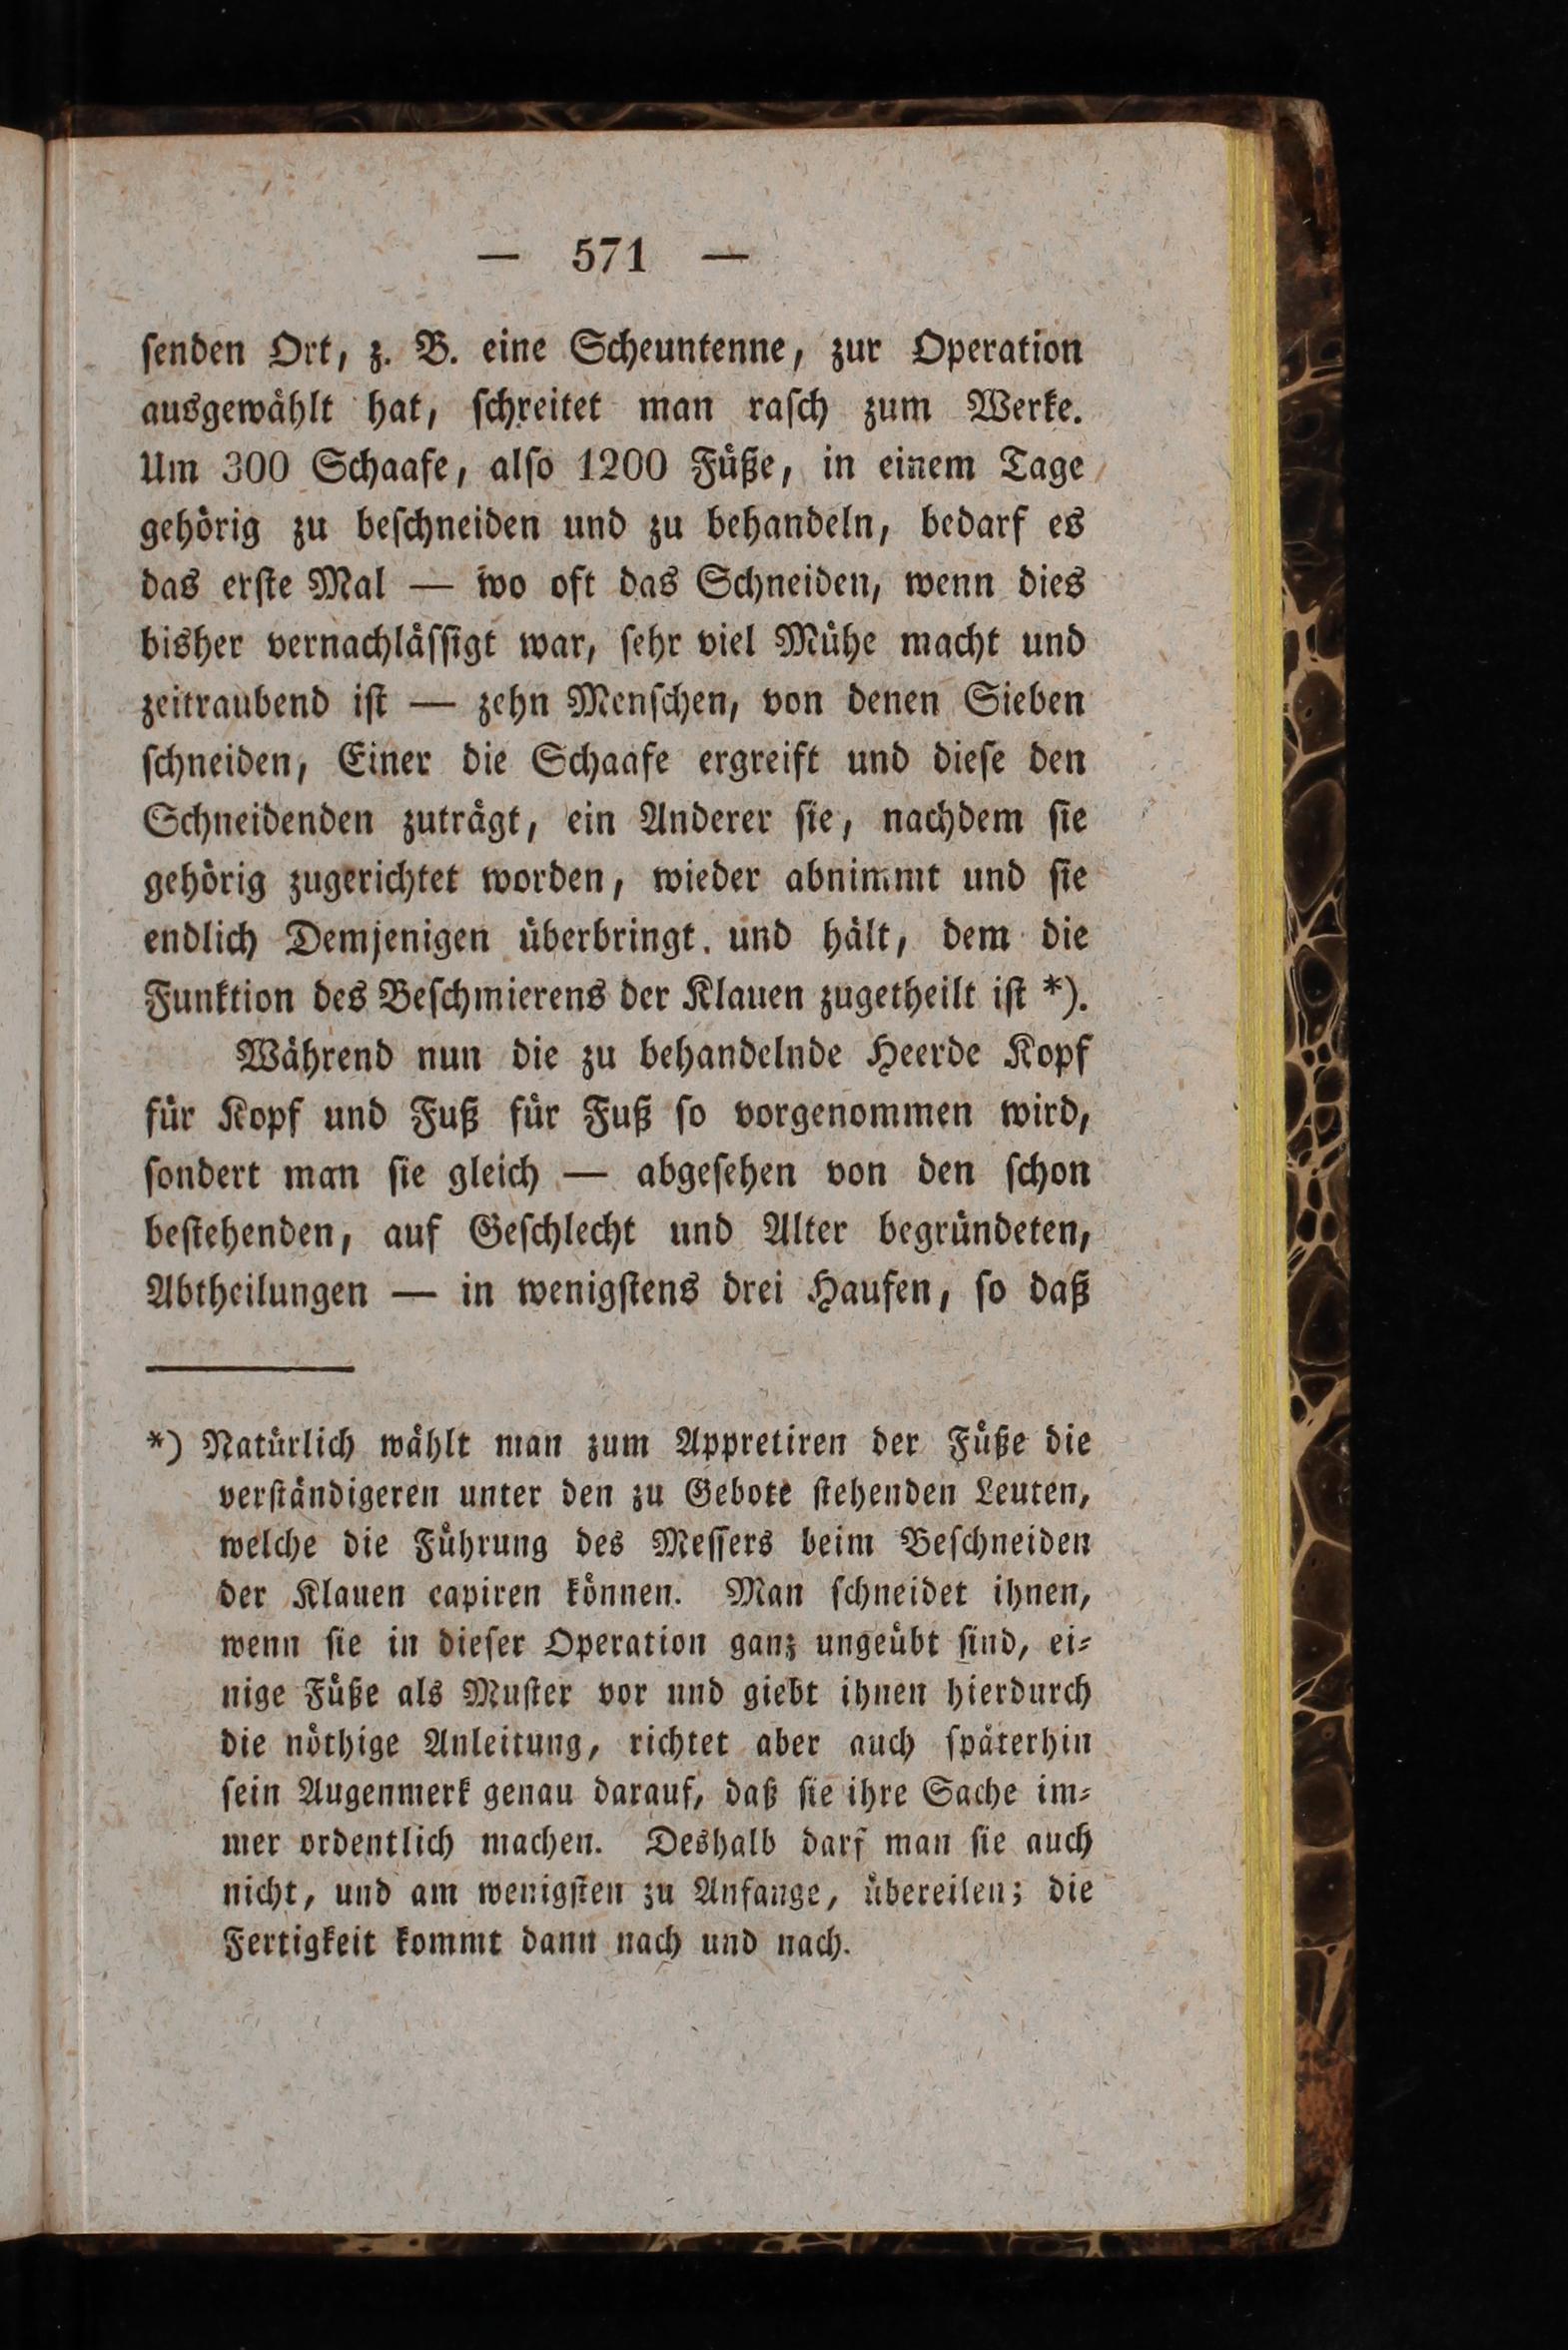 — 571 —
ſenden Ort, z. B. eine Scheuntenne, zur Operation
ausgewählt hat, ſchreitet man raſch zum Werke.
Um 300 Schaafe, alſo 1200 Füße, in einem Tage
gehörig zu beſchneiden und zu behandeln, bedarf es
das erſte Mal — wo oft das Schneiden, wenn dies
bisher vernachläſſigt war, ſehr viel Mühe macht und
zeitraubend iſt — zehn Menſchen, von denen Sieben
ſchneiden, Einer die Schaafe ergreift und dieſe den
Schneidenden zuträgt, ein Anderer ſie, nachdem ſie
gehörig zugerichtet worden, wieder abnimmt und ſie
endlich Demjenigen überbringt. und hält, dem die
Funktion des Beſchmierens der Klauen zugetheilt iſt *).
Während nun die zu behandelnde Heerde Kopf
für Kopf und Fuß für Fuß ſo vorgenommen wird,
ſondert man ſie gleich — abgeſehen von den ſchon
beſtehenden, auf Geſchlecht und Alter begründeten,
Abtheilungen — in wenigſtens drei Haufen, ſo daß
*) Natürlich wählt man zum Appretiren der Füße die
verſtändigeren unter den zu Gebote ſtehenden Leuten,
welche die Führung des Meſſers beim Beſchneiden
der Klauen capiren können. Man ſchneidet ihnen,
wenn ſie in dieſer Operation ganz ungeübt ſind, ei⸗
nige Füße als Muſter vor und giebt ihnen hierdurch
die nöthige Anleitung, richtet aber auch ſpäterhin
ſein Augenmerk genau darauf, daß ſie ihre Sache im⸗
mer ordentlich machen. Deshalb darf man ſie auch
nicht, und am wenigſten zu Anfange, übereilen; die
Fertigkeit kommt dann nach und nach.